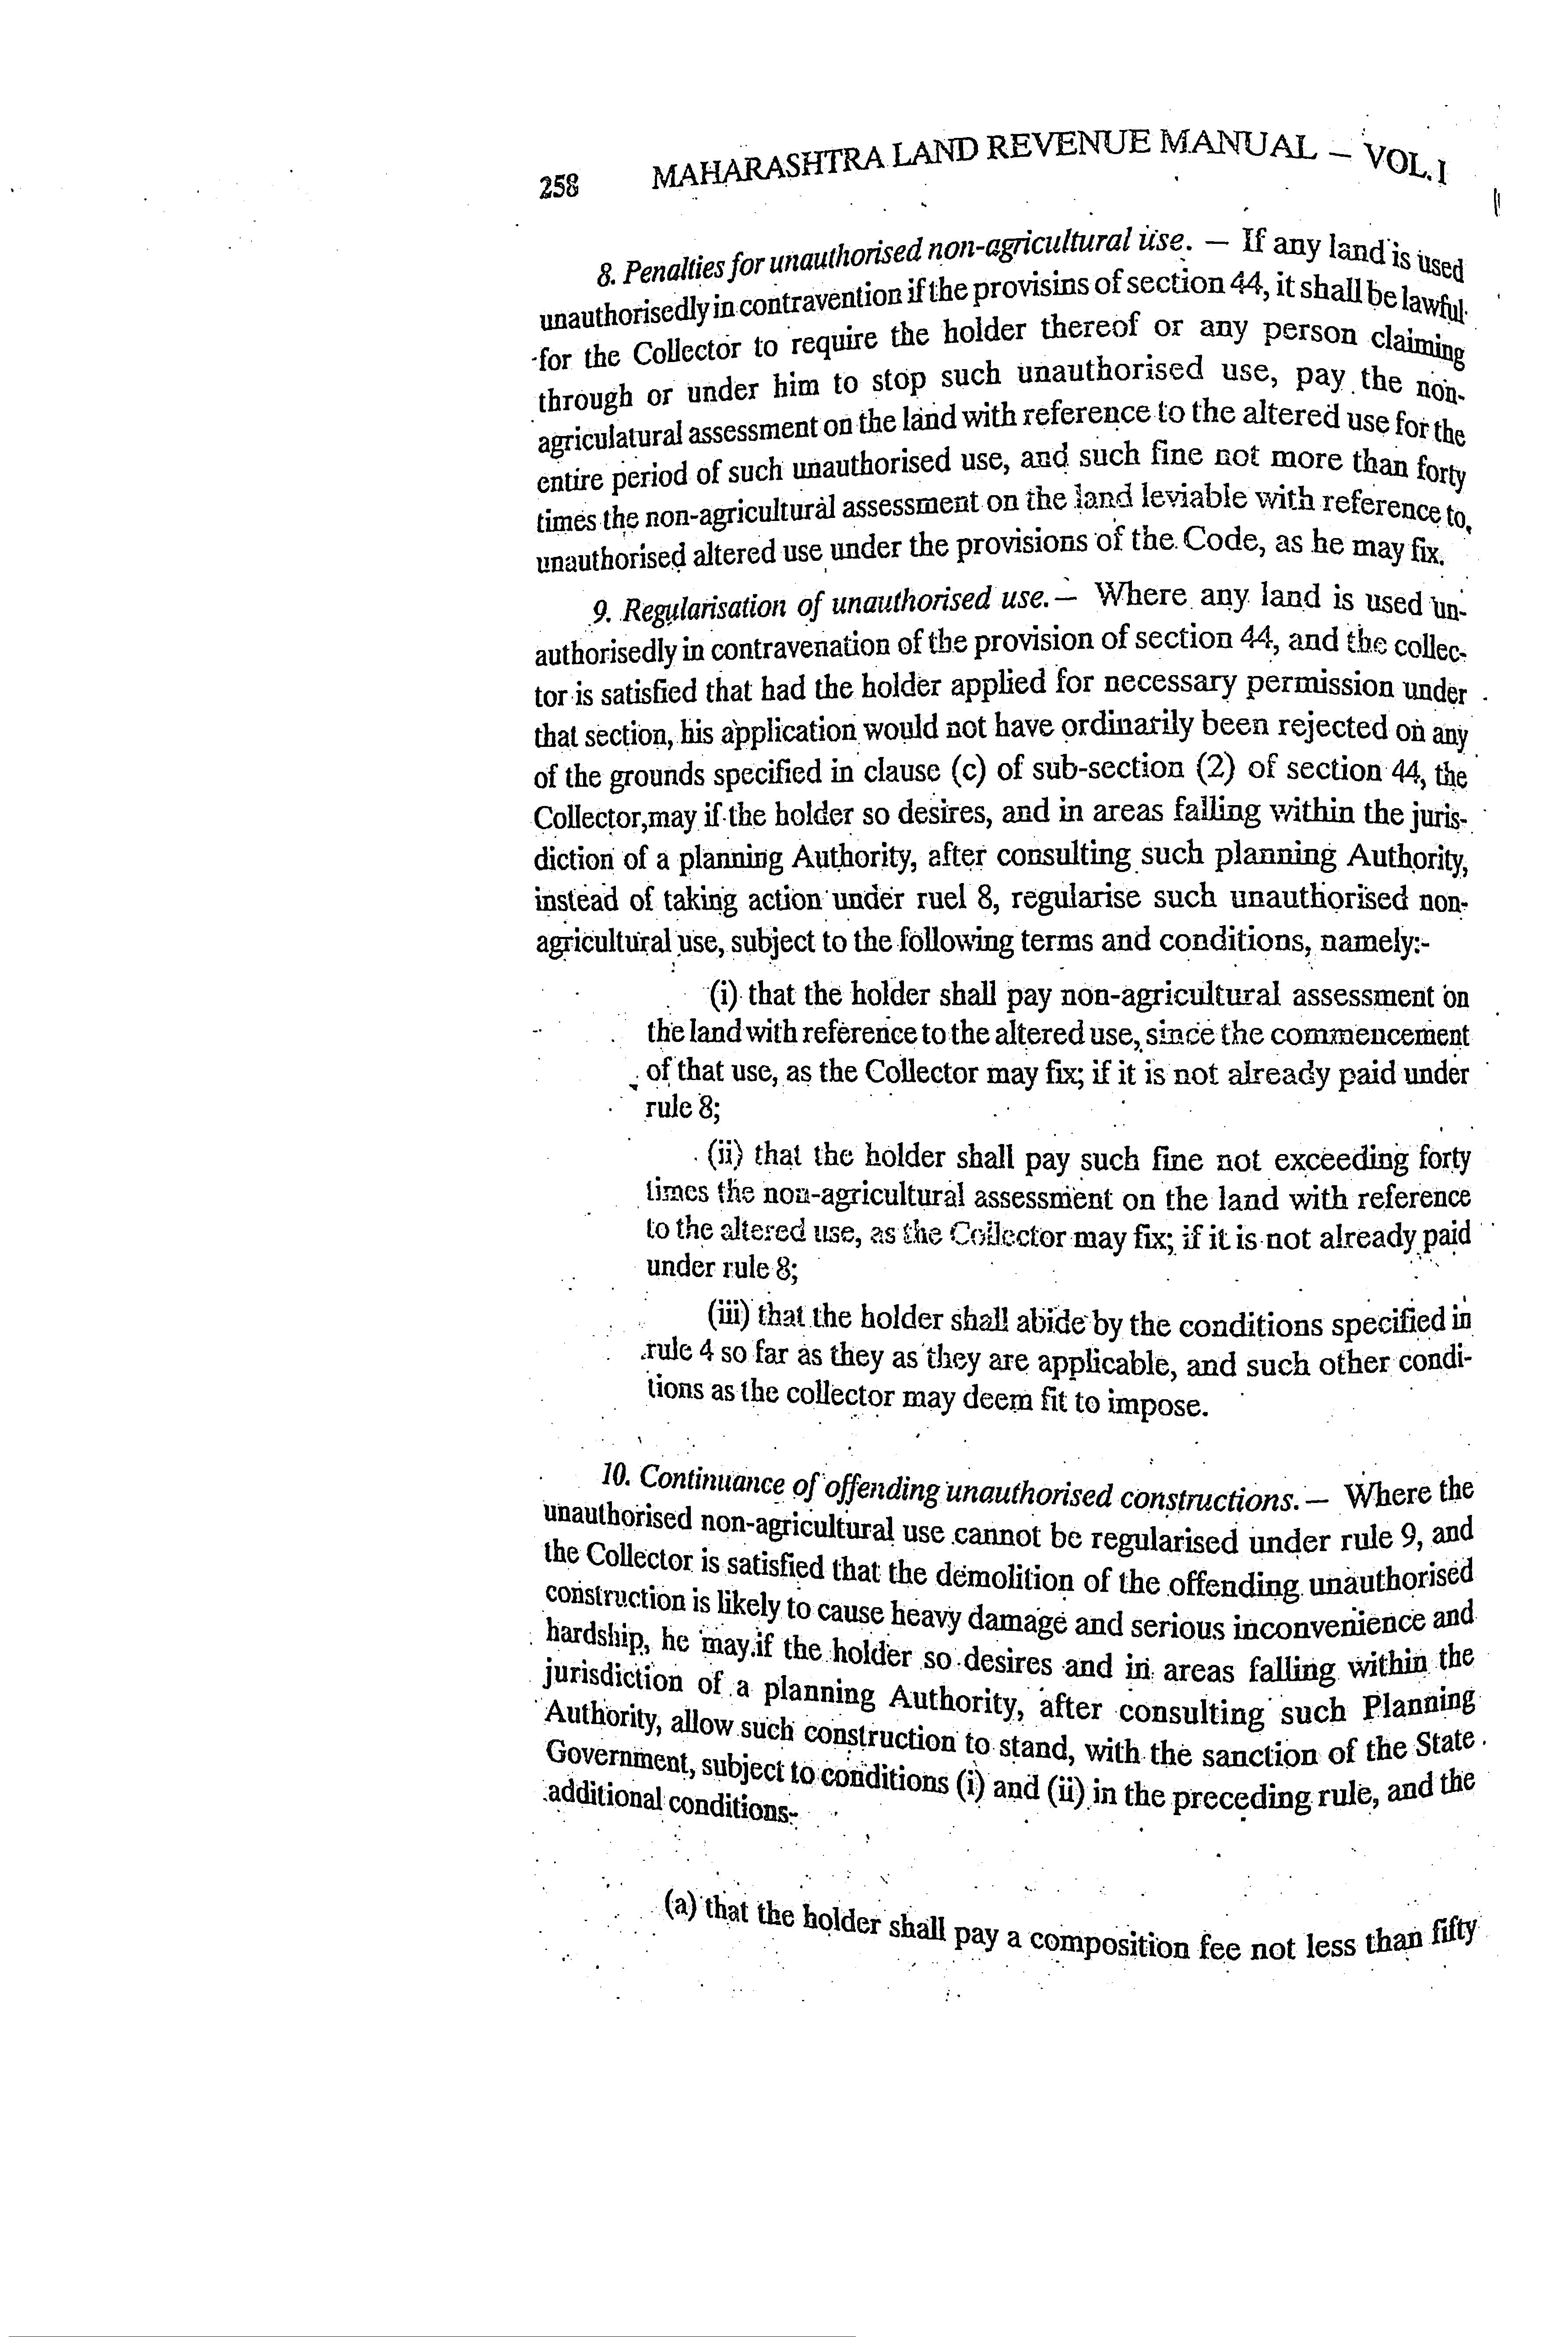 258 MAHARASHTRA LAND REVENUE MANUAL – VOL. I
8. Penalties for unauthorised non-agricultural use. — If any land is used
unauthorisedly in contravention if the provisins of section 44, it shall be lawful
for the Collector to require the holder thereof or any person claiming
through or under him to stop such unauthorised use, pay the non-
agriculatural assessment on the land with reference to the altered use for the
entire period of such unauthorised use, and such fine not more than forty
times the non-agricultural assessment on the land leviable with reference to,
unauthorised altered use under the provisions of the Code, as he may fix.
9. Regularisation of unauthorised use. — Where any land is used un-
authorisedly in contravenation of the provision of section 44, and the collec-
tor is satisfied that had the holder applied for necessary permission under
that section, his application would not have ordinarily been rejected on any
of the grounds specified in clause (c) of sub-section (2) of section 44, the
Collector,may if the holder so desires, and in areas falling within the juris-
diction of a planning Authority, after consulting such planning Authority,
instead of taking action under ruel 8, regularise such unauthorised non-
agricultural use, subject to the following terms and conditions, namely:-
(i) that the holder shall pay non-agricultural assessment on
the land with reference to the altered use, since the commencement
of that use, as the Collector may fix; if it is not already paid under
rule 8;
(ii) that the holder shall pay such fine not exceeding forty
times the non-agricultural assessment on the land with reference
to the altered use, as the Collector may fix; if it is not already paid
under rule 8;
(iii) that the holder shall abide by the conditions specified in
rule 4 so far as they as they are applicable, and such other condi-
tions as the collector may deem fit to impose.
10. Continuance of offending unauthorised constructions. — Where the
unauthorised non-agricultural use cannot be regularised under rule 9, and
the Collector is satisfied that the demolition of the offending unauthorised
construction is likely to cause heavy damage and serious inconvenience and
hardship, he may if the holder so desires and in areas falling within the
jurisdiction of a planning Authority, after consulting such Planning
Authority, allow such construction to stand, with the sanction of the State
Government, subject to conditions (i) and (ii) in the preceding rule, and the
additional conditions-
(a) that the holder shall pay a composition fee not less than fifty